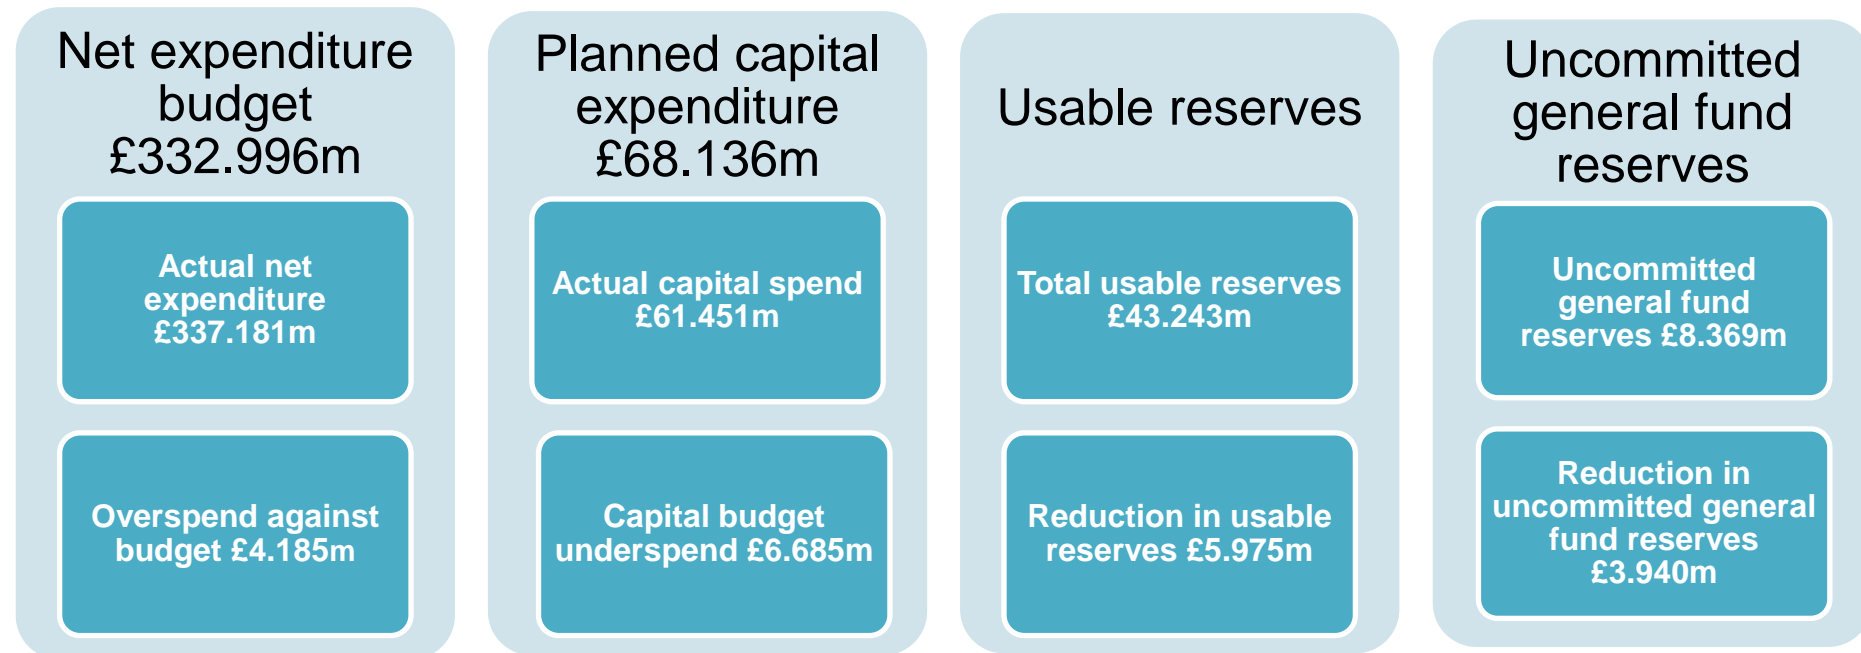 Net expenditure
budget
£332.996m
Actual net
expenditure
£337.181m
Overspend against
budget £4.185m
Planned capital
expenditure
£68.136m
Actual capital spend
£61.451m
Capital budget
underspend £6.685m
Usable reserves
Total usable reserves
£43.243m
Reduction in usable
reserves £5.975m
Uncommitted
general fund
reserves
Uncommitted
general fund
reserves £8.369m
Reduction in
uncommitted general
fund reserves
£3.940m